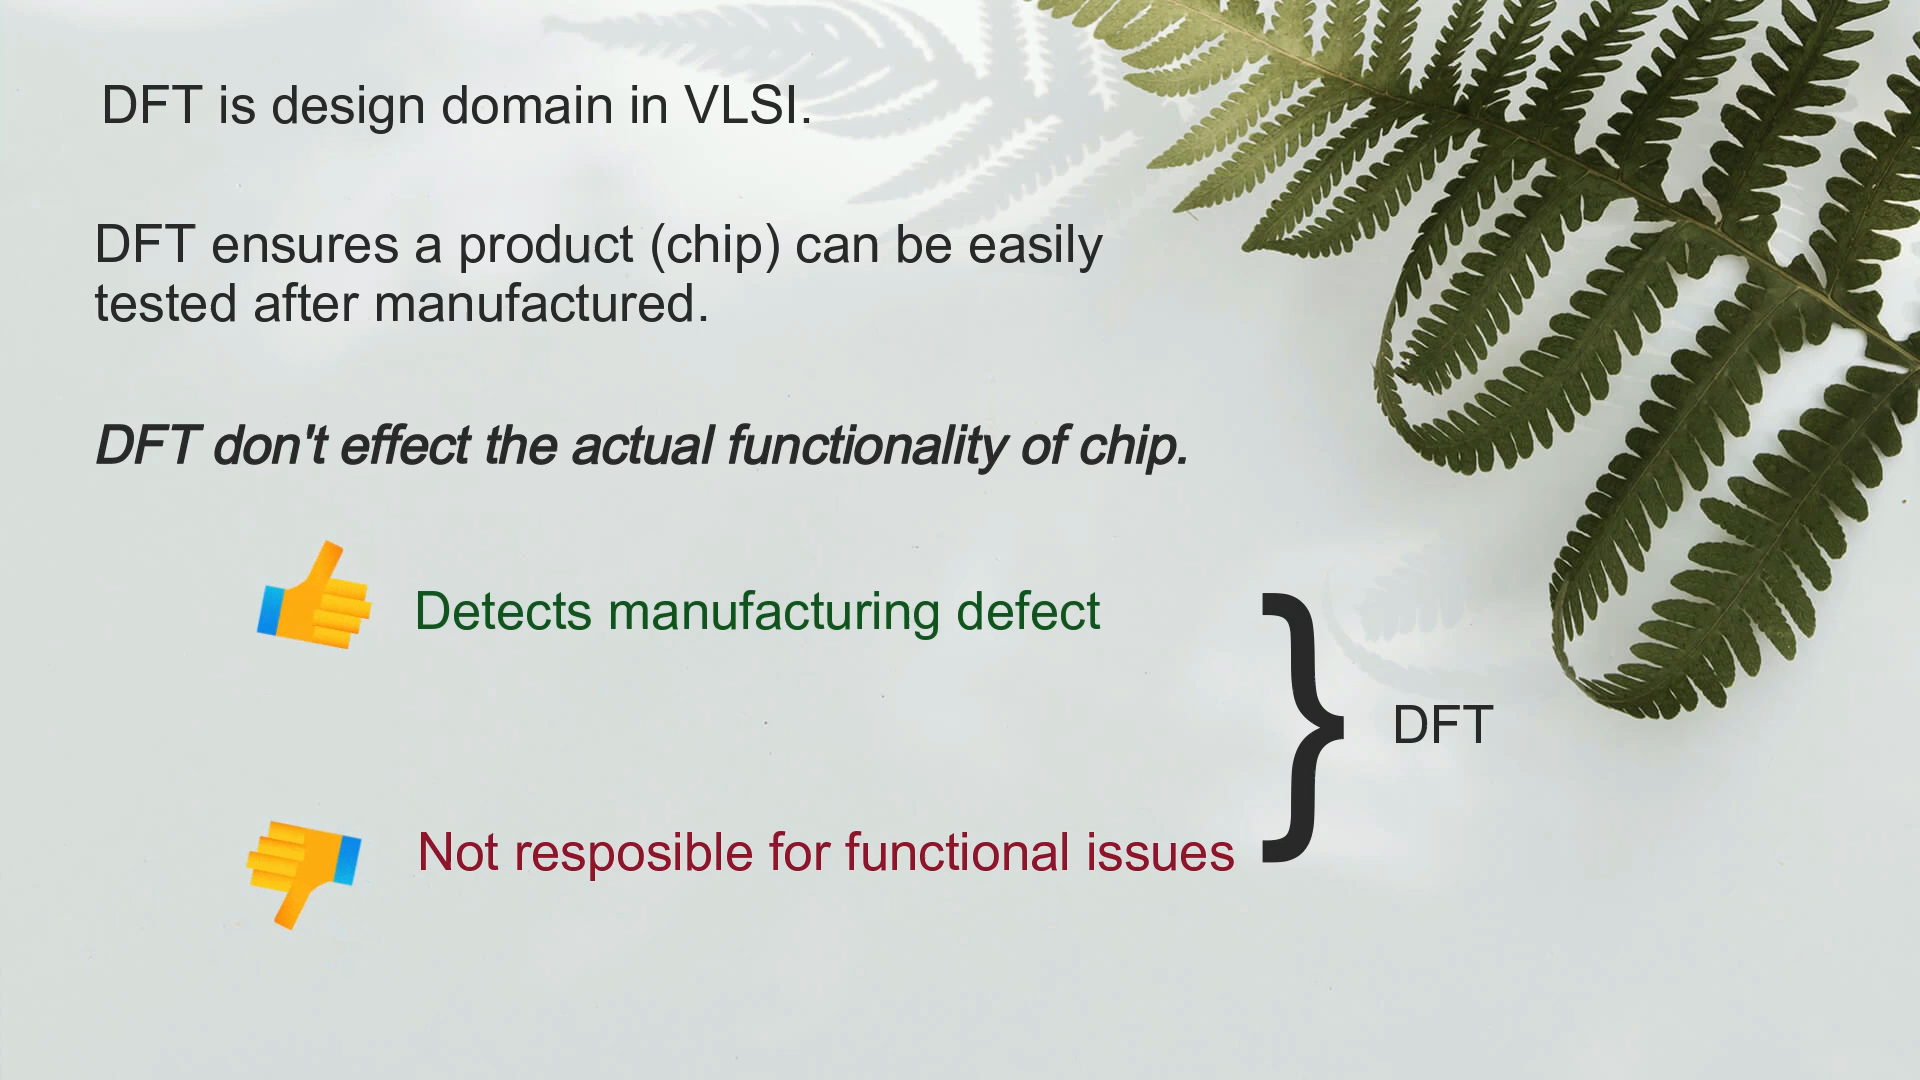 DFT is design domain in VLSI.
DFT ensures a product (chip) can be easily
tested after manufactured.
DFT don't effect the actual functionality of chip.
Detects manufacturing defect
}
DFT
Not resposible for functional issues